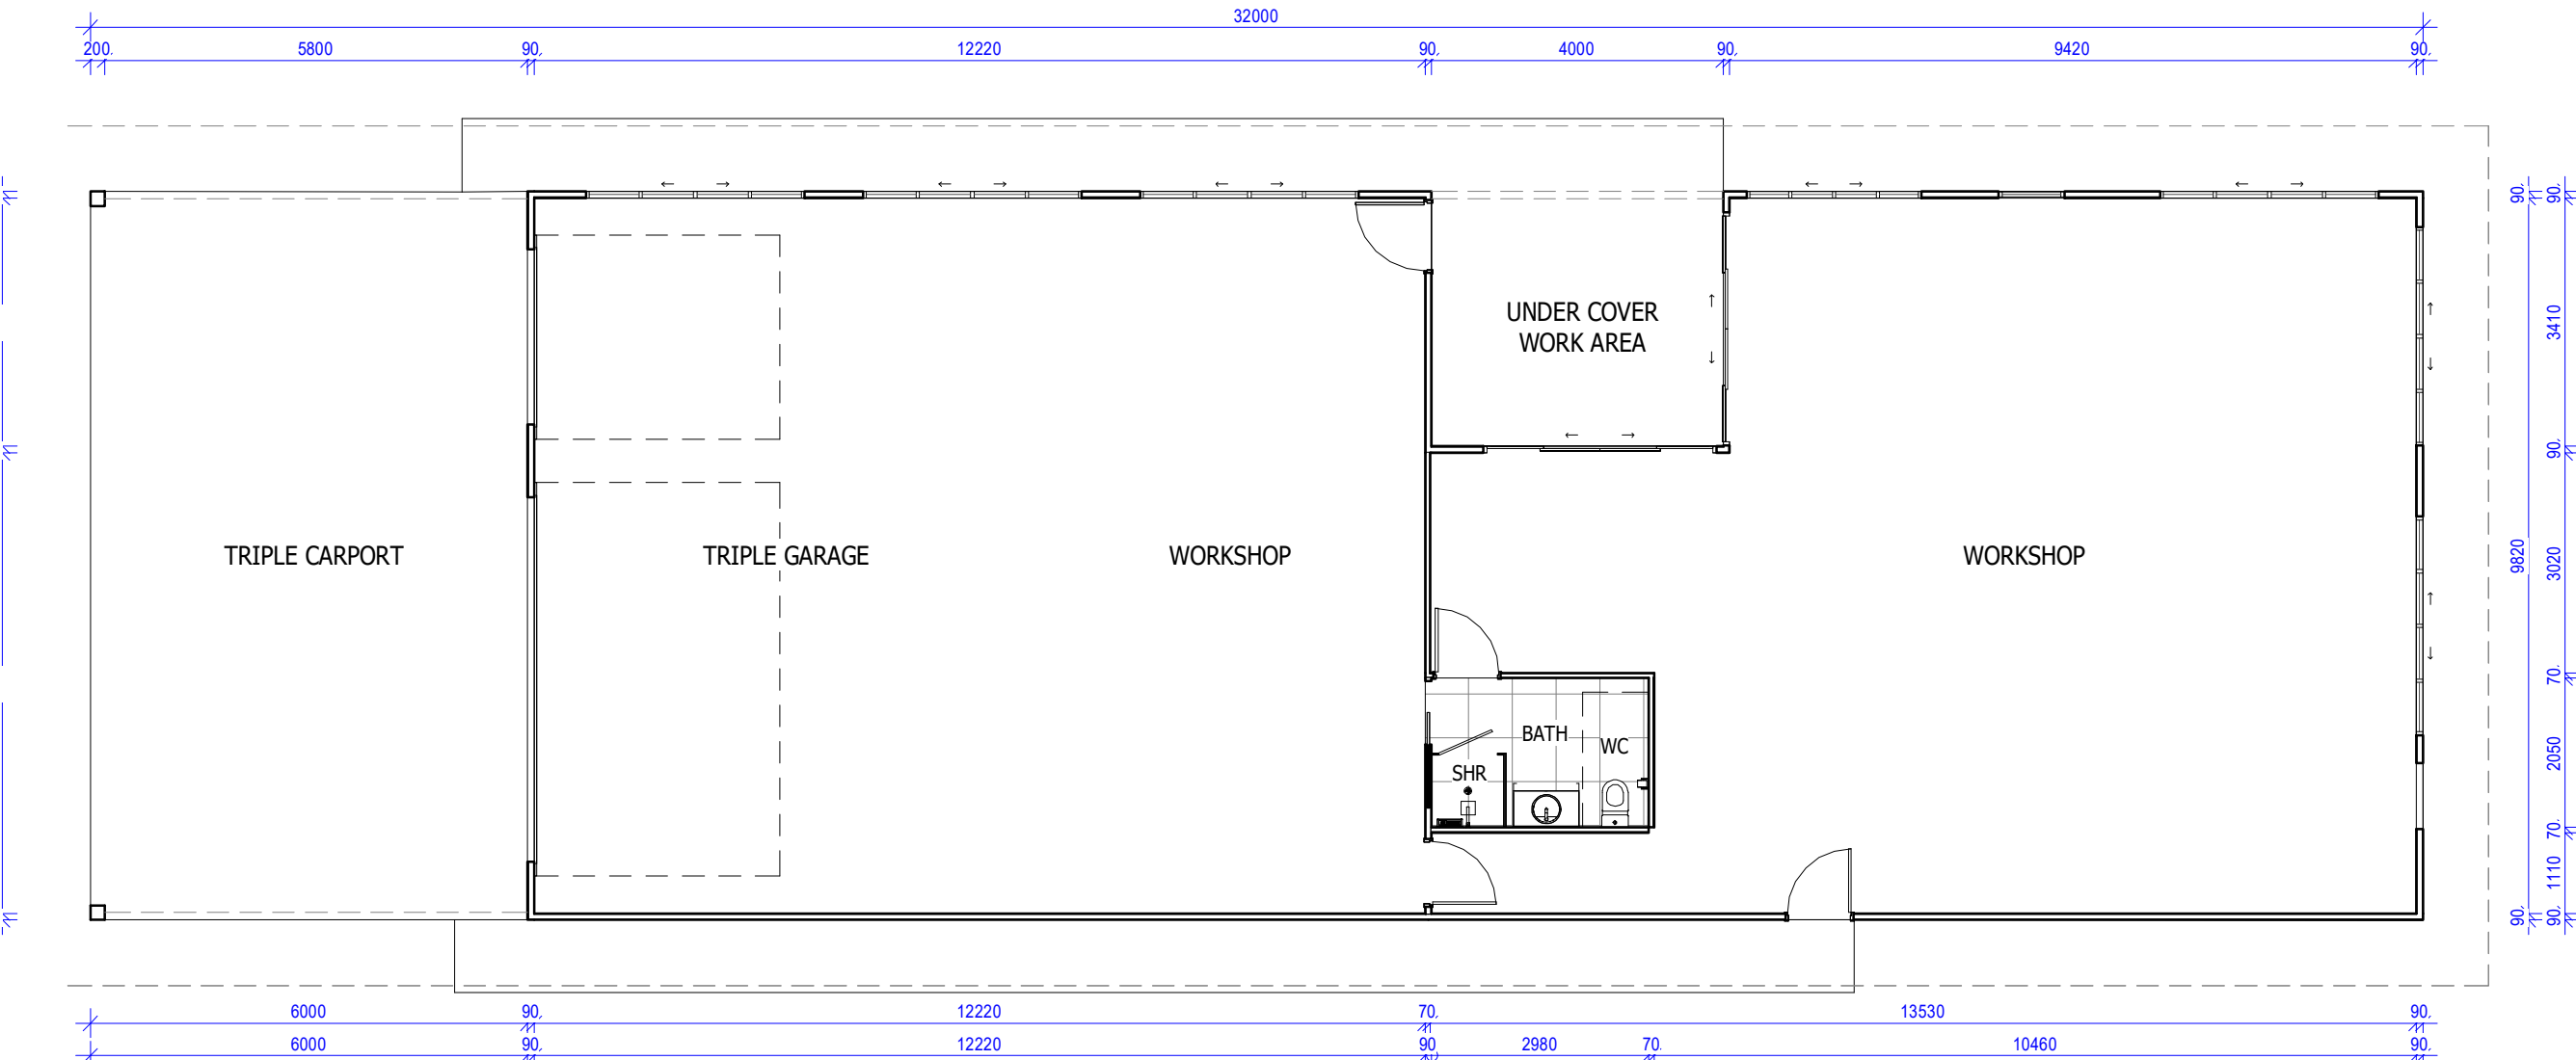 32000
200. 5800 90. 12220 90. 4000 90. 9420 90.
90. 90.
UNDER COVER
WORK AREA
3410
90.
TRIPLE CARPORT TRIPLE GARAGE WORKSHOP WORKSHOP
9820 3020
70.
BATH
WC
2050
SHR
70.
1110
90. 90.
6000 90. 12220 70. 13530 90.
6000 90. 12220 90 2980 70. 10460 90.